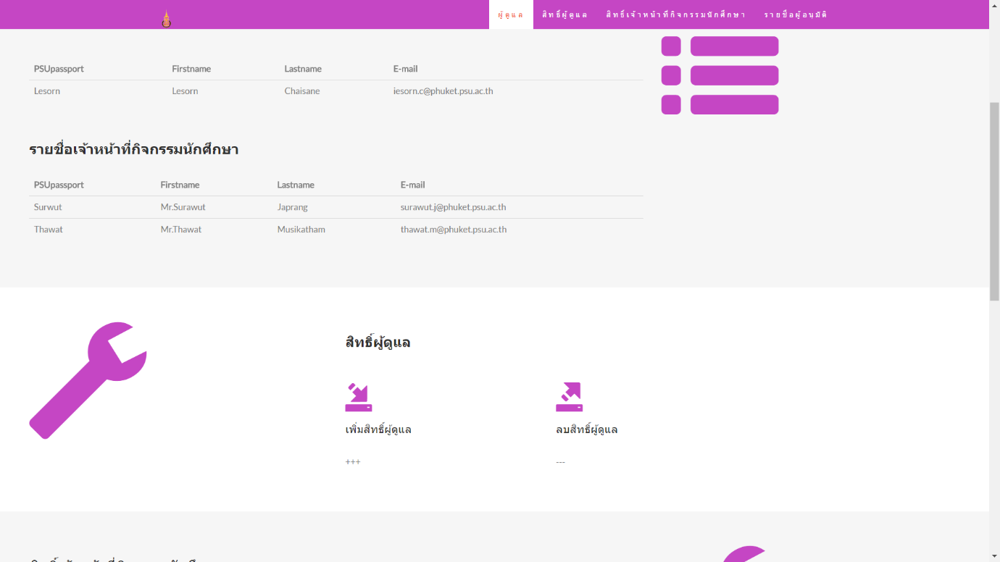 ผู้ดูแล สิทธิ์ผู้ดูแล สิทธิ์เจ้าหน้าที่กิจกรรมนักศึกษา รายชื่อผู้อนุมัติ
PSUpassport Firstname Lastname E-mail
Lesorn Lesorn Chaisane iesorn.c@phuket.psu.ac.th
รายชื่อเจ้าหน้าที่กิจกรรมนักศึกษา
PSUpassport Firstname Lastname E-mail
Surwut Mr.Surawut Japrang surawut.j@phuket.psu.ac.th
Thawat Mr.Thawat Musikatham thawat.m@phuket.psu.ac.th
สิทธิ์ผู้ดูแล
เพิ่มสิทธิ์ผู้ดูแล ลบสิทธิ์ผู้ดูแล
+++ ---